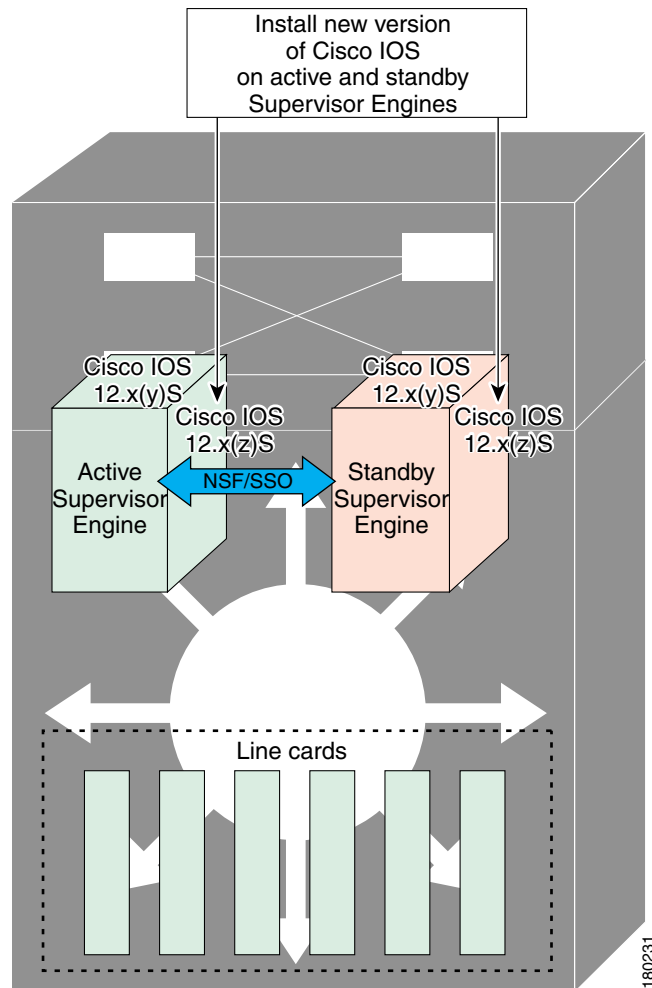 Install new version
of Cisco IOS
on active and standby
Supervisor Engines
Cisco IOS
12.x(y)S
Cisco IOS
12.x(z)S
Cisco IOS
12.x(y)S
Cisco IOS
12.x(z)S
Active
Supervisor
Engine
NSF/SSO
Standby
Supervisor
Engine
Line cards
180231